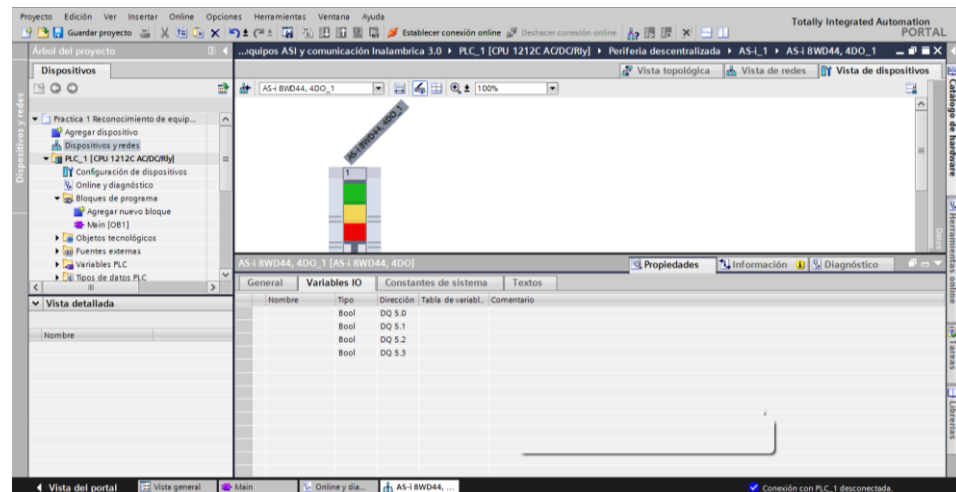 Proyecto Edición Ver Insertar Online Opciones Herramientas Ventana Ayuda
Totally Integrated Automation
PORTAL
Guardar proyecto
Establecer conexión online
Deshacer conexión online
Árbol del proyecto
...quipos ASI y comunicación Inalambrica 3.0 PLC_1 [CPU 1212C AC/DC/Rly] Periferia descentralizada AS-i_1 AS-i 8WD44, 4DO_1
Dispositivos
Vista topológica
Vista de redes
Vista de dispositivos
AS-i 8WD44, 4DO_1
100%
Practica 1 Reconocimiento de equip...
Agregar dispositivo
Dispositivos y redes
PLC_1 [CPU 1212C AC/DC/Rly]
Configuración de dispositivos
Online y diagnóstico
Bloques de programa
Agregar nuevo bloque
Main [OB1]
Objetos tecnológicos
Fuentes externas
Variables PLC
Tipos de datos PLC
AS-i 8WD44, 4DO_1
1
Vista detallada
Nombre
AS-i 8WD44, 4DO_1 [AS-i 8WD44, 4DO]
Propiedades
Información
Diagnóstico
General
Variables IO
Constantes de sistema
Textos
Nombre Tipo Dirección Tabla de variabl.. Comentario
Bool DQ 5.0
Bool DQ 5.1
Bool DQ 5.2
Bool DQ 5.3
Dispositivos y redes
Datos
Catálogo de hardware
Herramientas online
Tareas
Librerías
Vista del portal
Vista general
Main
Online y dia...
AS-i 8WD44, ...
Conexión con PLC_1 desconectada.